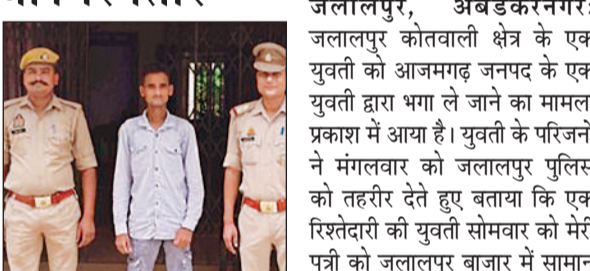 जलालपुर, अंबेडकरनगर:
जलालपुर कोतवाली क्षेत्र के एक
युवती को आजमगढ़ जनपद के एक
युवती द्वारा भगा ले जाने का मामला
प्रकाश में आया है। युवती के परिजनों
ने मंगलवार को जलालपुर पुलिस
को तहरीर देते हुए बताया कि एक
रिश्तेदारी की युवती सोमवार को मेरी
पुत्री को जलालपुर बाजार में सामान